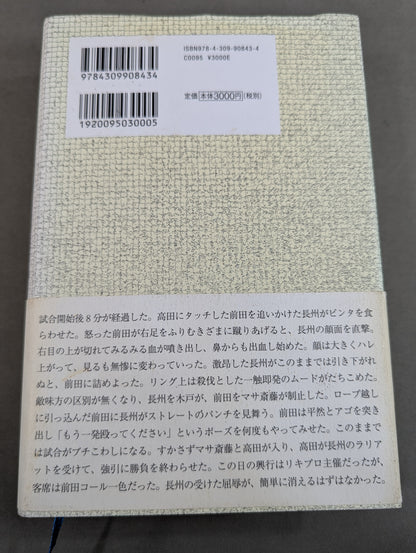 ISBN978-4-309-90843-4
C0095 ¥3000E
定価 本体3000円(税別)
9784309908434
1920095030005
試合開始後8分が経過した。高田にタッチした前田を追いかけた長州がビンタを食
らわせた。怒った前田が右足をふりむきざまに蹴りあげると、長州の顔面を直撃。
右目の上が切れてみるみる血が噴き出し、鼻からも出血し始めた。顔は大きくハレ
上がって、見るも無惨に変わっていった。激昂した長州がこのままでは引き下がれ
ぬと、前田に詰めよった。リング上は殺伐とした一触即発のムードがたちこめた。
敵味方の区別が無くなり、長州を木戸が、前田をマサ斎藤が制止した。ロープ越し
に引っ込んだ前田に長州がストレートのパンチを見舞う。前田は平然とアゴを突き
出し「もう一発殴ってください」というポーズを何度もやってみせた。このままで
は試合がブチこわしになる。すかさずマサ斎藤と高田が入り、高田が長州のラリア
ットを受けて、強引に勝負を終わらせた。この日の興行はリキプロ主催だったが、
客席は前田コール一色だった。長州の受けた屈辱が、簡単に消えるはずはなかった。